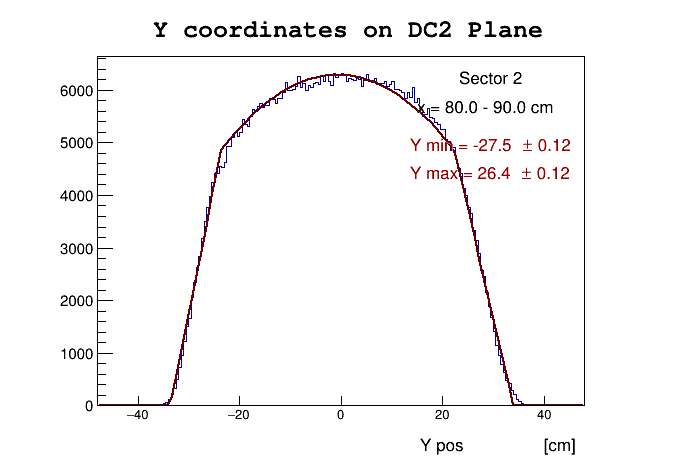 Y coordinates on DC2 Plane
Sector 2
x = 80.0 - 90.0 cm
Y min = -27.5 ± 0.12
Y max = 26.4 ± 0.12
6000
5000
4000
3000
2000
1000
0
−40 −20 0 20 40
Y pos [cm]